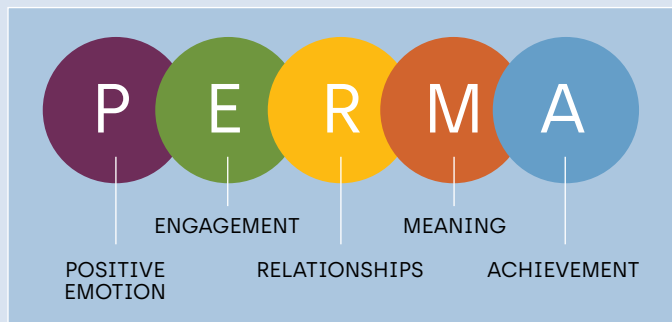 P E R M A
ENGAGEMENT MEANING
POSITIVE RELATIONSHIPS ACHIEVEMENT
EMOTION